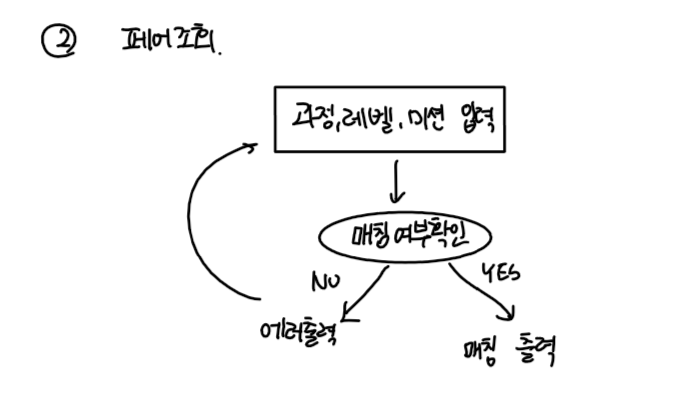 ② 페어조회.
과정, 레벨, 미션 입력
매칭여부확인
NO
YES
에러출력
매칭 출력